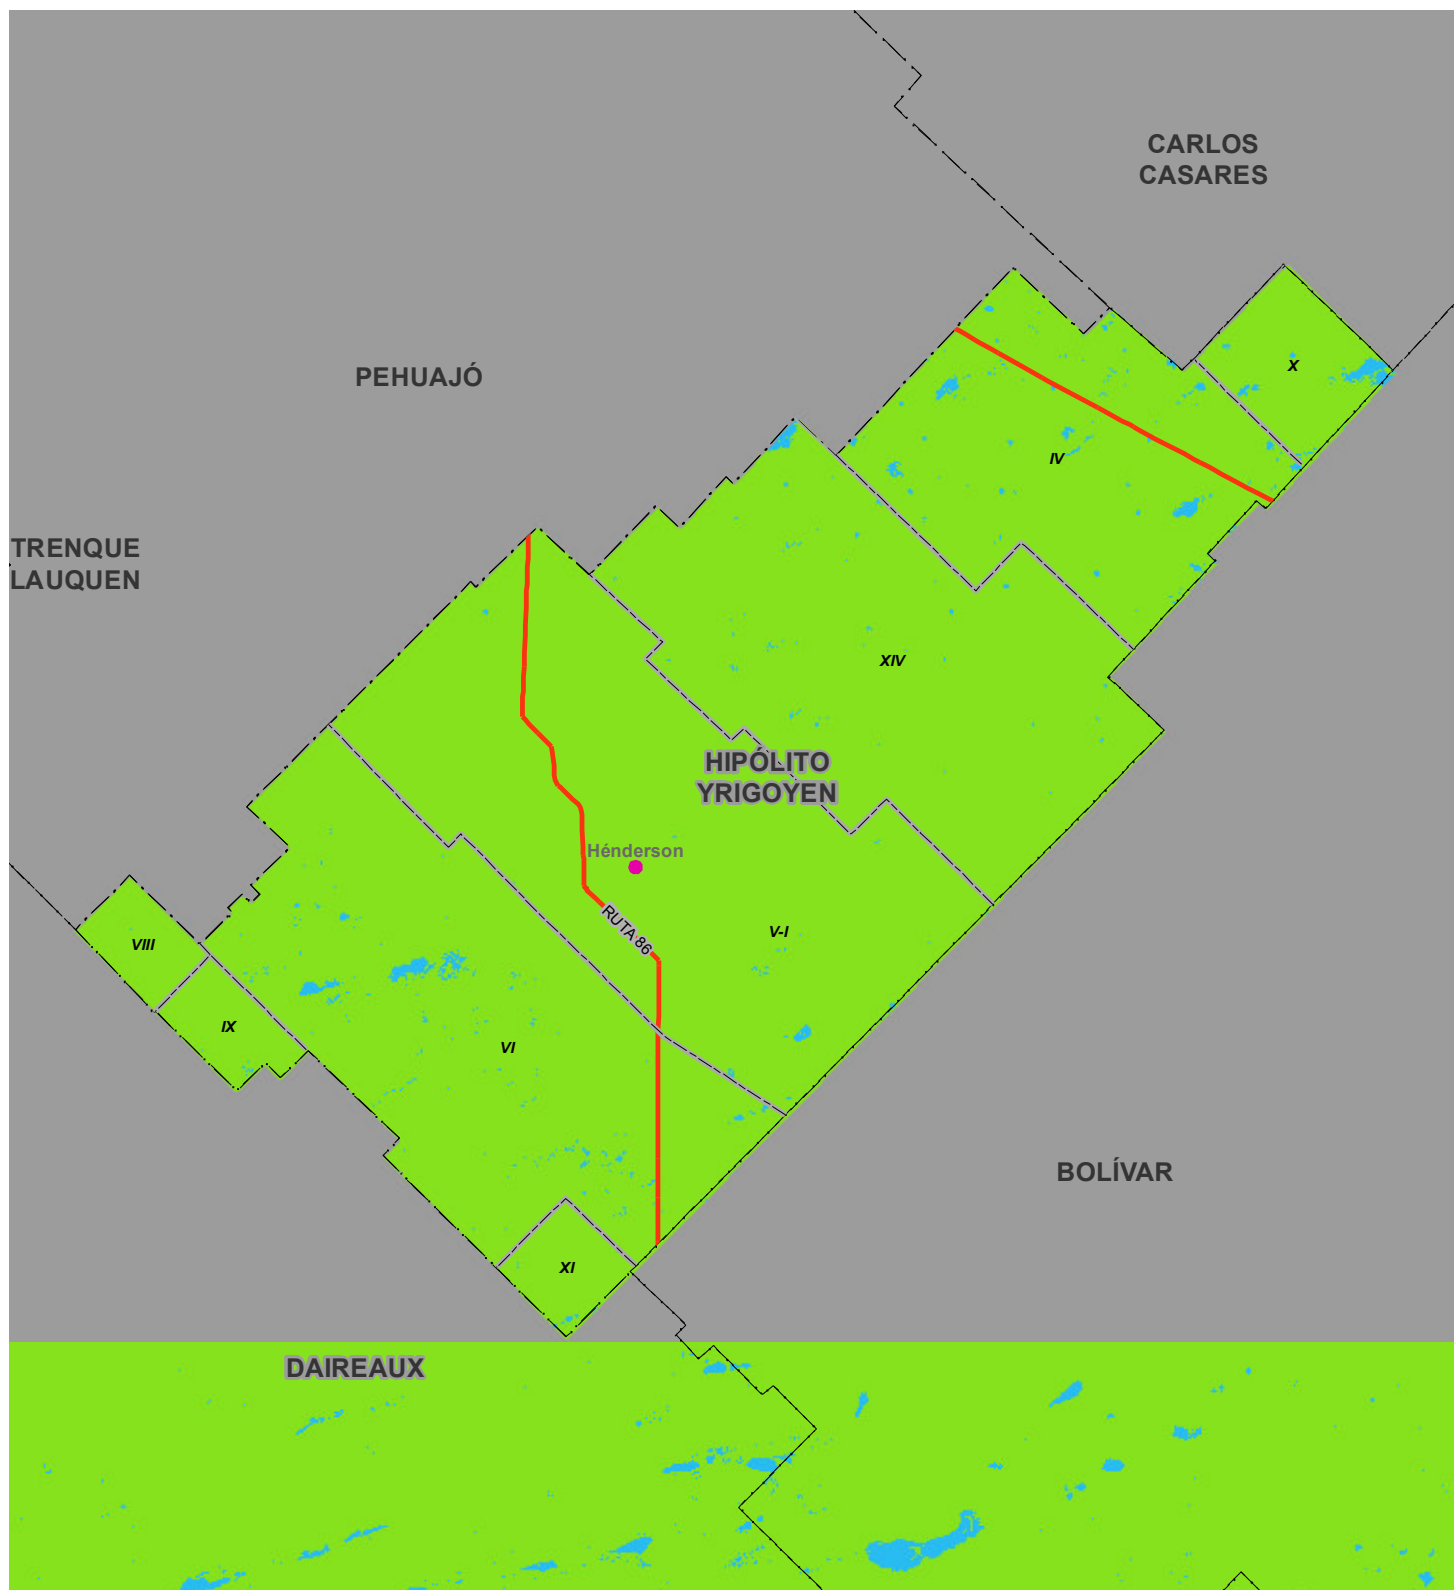 CARLOS
CASARES
PEHUAJÓ
X
IV
TRENQUE
LAUQUEN
XIV
HIPÓLITO
YRIGOYEN
Hénderson
RUTA 86
V-I
VIII
IX
VI
BOLÍVAR
XI
DAIREAUX